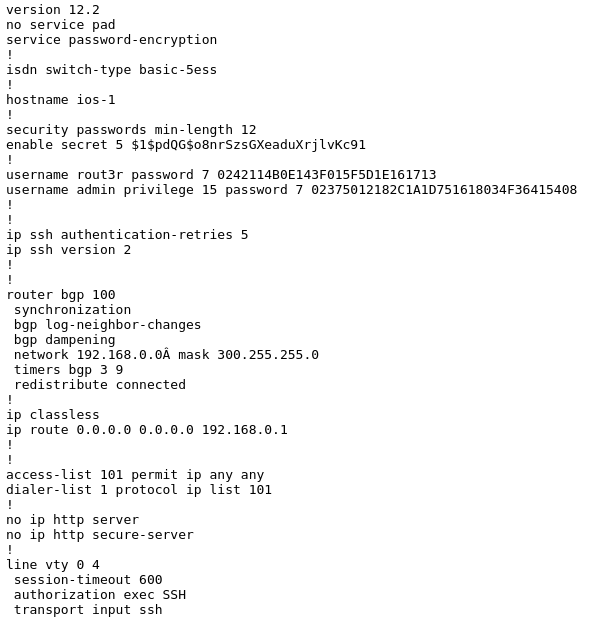 version 12.2
no service pad
service password-encryption
!
isdn switch-type basic-5ess
!
hostname ios-1
!
security passwords min-length 12
enable secret 5 $1$pdQG$o8nrSzsGXeaduXrjlvKc91
!
username rout3r password 7 0242114B0E143F015F5D1E161713
username admin privilege 15 password 7 02375012182C1A1D751618034F36415408
!
!
ip ssh authentication-retries 5
ip ssh version 2
!
!
router bgp 100
 synchronization
 bgp log-neighbor-changes
 bgp dampening
 network 192.168.0.0Â mask 300.255.255.0
 timers bgp 3 9
 redistribute connected
!
ip classless
ip route 0.0.0.0 0.0.0.0 192.168.0.1
!
!
access-list 101 permit ip any any
dialer-list 1 protocol ip list 101
!
no ip http server
no ip http secure-server
!
line vty 0 4
 session-timeout 600
 authorization exec SSH
 transport input ssh